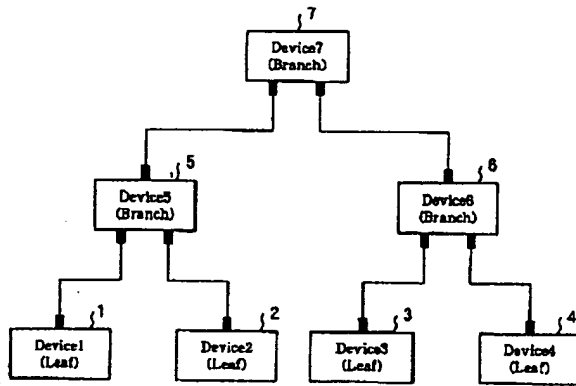 7
Device7
(Branch)
5
Device5
(Branch)
6
Device6
(Branch)
1
Device1
(Leaf)
2
Device2
(Leaf)
3
Device3
(Leaf)
4
Device4
(Leaf)